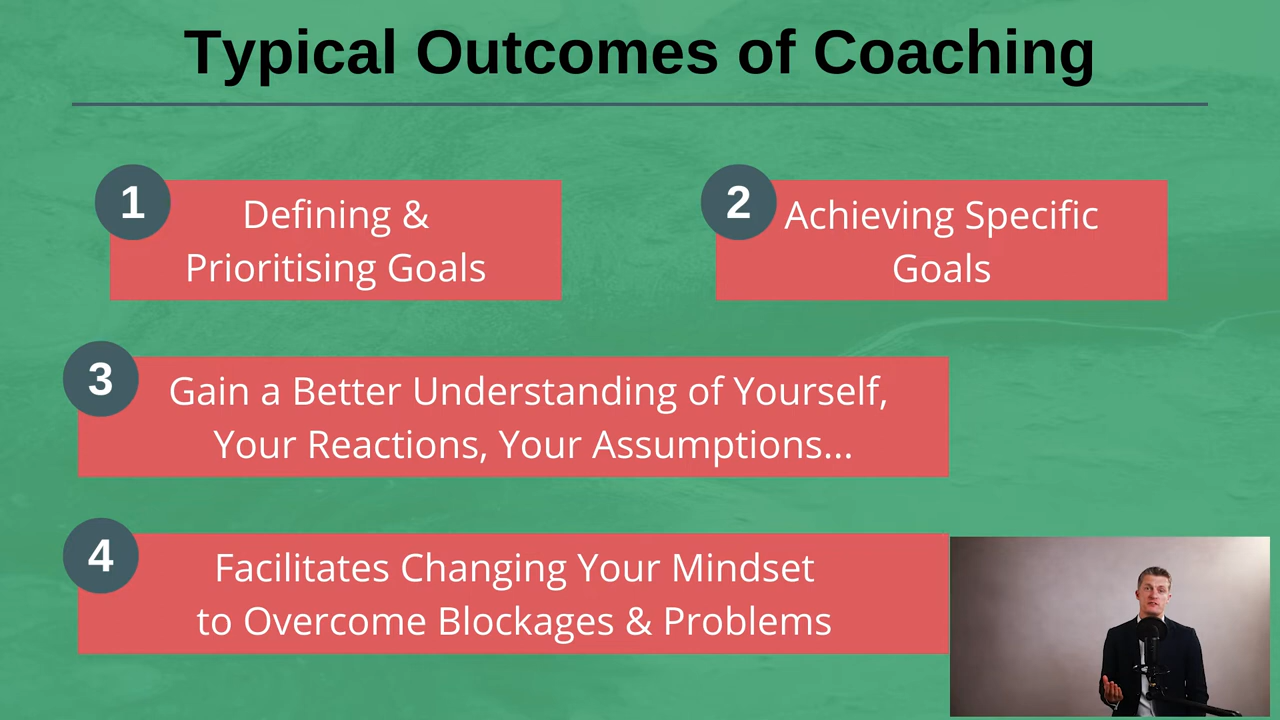 Typical Outcomes of Coaching
1
Defining &
Prioritising Goals
2
Achieving Specific
Goals
3
Gain a Better Understanding of Yourself,
Your Reactions, Your Assumptions...
4
Facilitates Changing Your Mindset
to Overcome Blockages & Problems